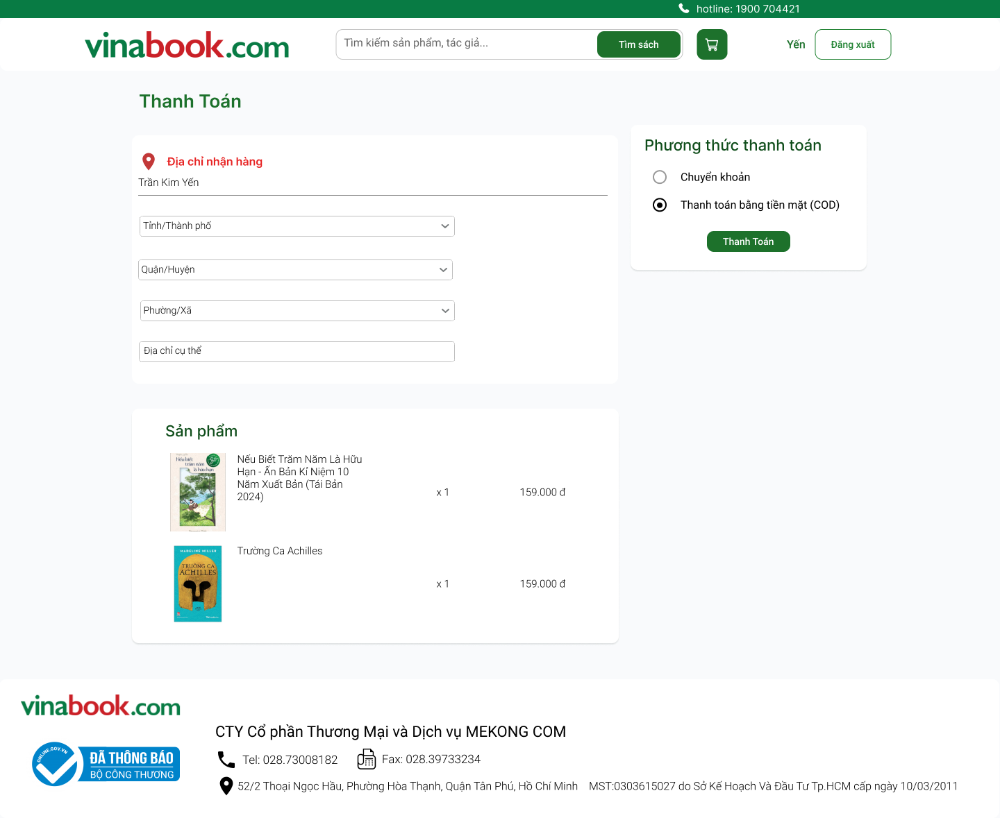 hotline: 1900 704421
vinabook.com
Tìm kiếm sản phẩm, tác giả...
Tìm sách
Yến
Đăng xuất
Thanh Toán
Địa chỉ nhận hàng
Trần Kim Yến
Tỉnh/Thành phố
Quận/Huyện
Phường/Xã
Địa chỉ cụ thể
Phương thức thanh toán
Chuyển khoản
Thanh toán bằng tiền mặt (COD)
Thanh Toán
Sản phẩm
Nếu biết
trăm năm
là hữu hạn
Nếu Biết Trăm Năm Là Hữu
Hạn - Ấn Bản Kỉ Niệm 10
Năm Xuất Bản (Tái Bản
2024)
x 1
159.000 đ
MADELINE MILLER
TRƯỜNG CA
ACHILLES
Trường Ca Achilles
x 1
159.000 đ
vinabook.com
ONLINE.GOV.VN
ĐÃ THÔNG BÁO
BỘ CÔNG THƯƠNG
CTY Cổ phần Thương Mại và Dịch vụ MEKONG COM
Tel: 028.73008182
Fax: 028.39733234
52/2 Thoại Ngọc Hầu, Phường Hòa Thạnh, Quận Tân Phú, Hồ Chí Minh
MST:0303615027 do Sở Kế Hoạch Và Đầu Tư Tp.HCM cấp ngày 10/03/2011